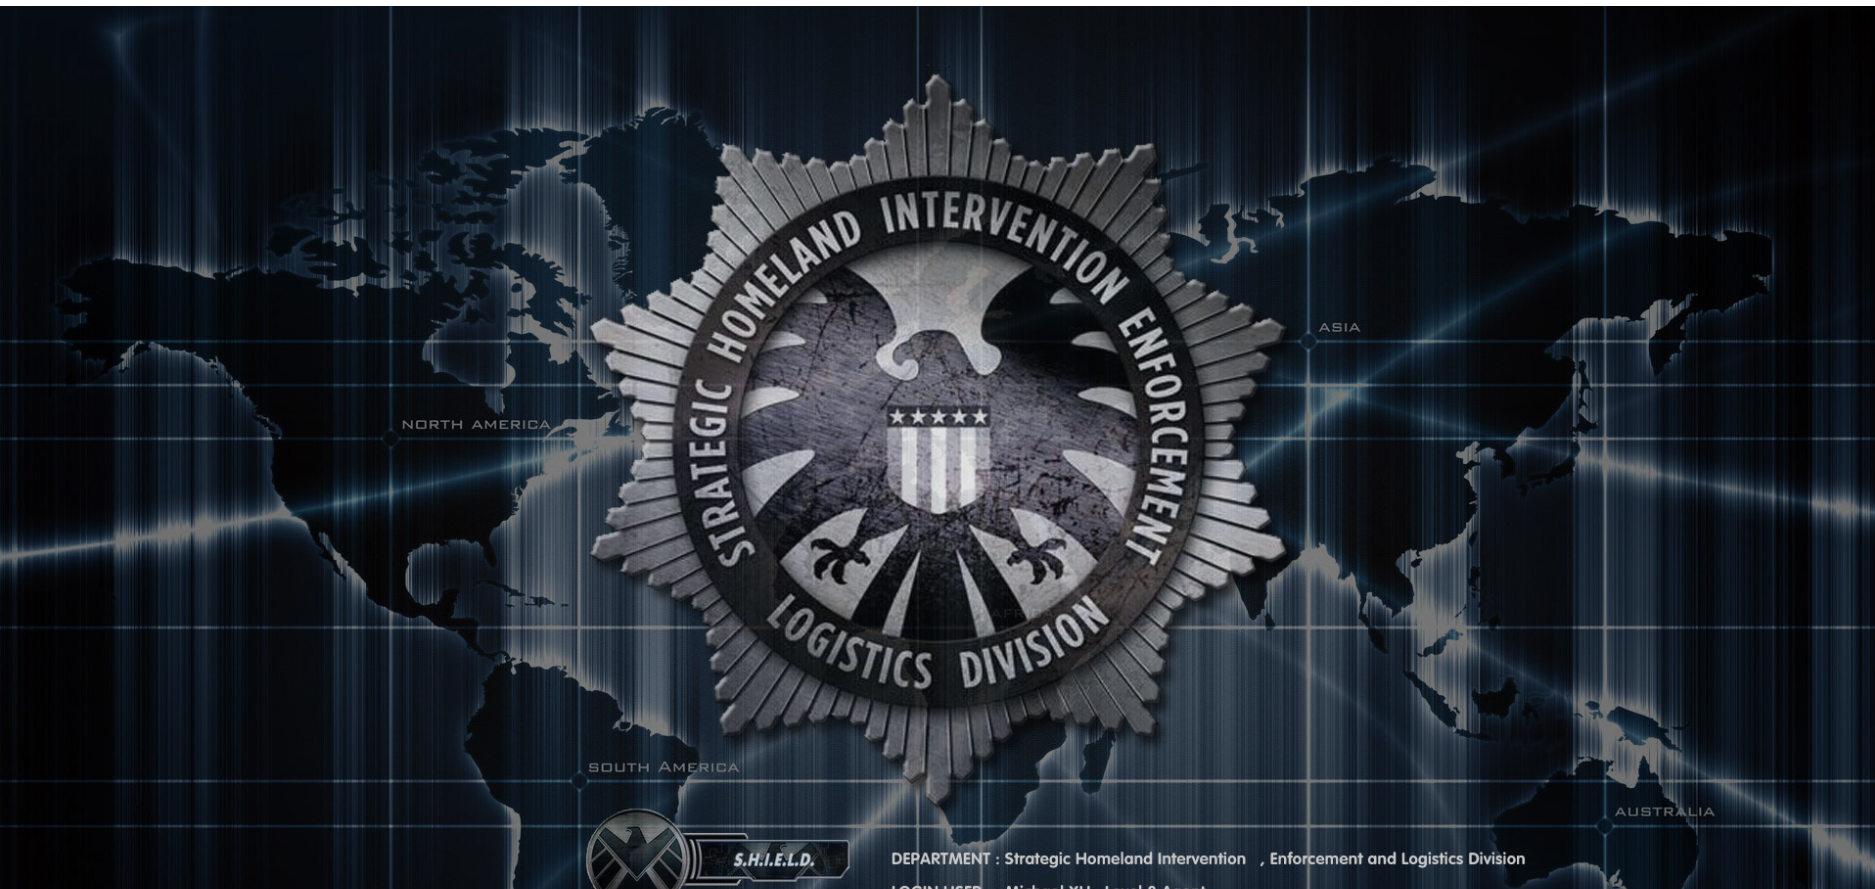 STRATEGIC HOMELAND INTERVENTION ENFORCEMENT
LOGISTICS DIVISION
ASIA
NORTH AMERICA
SOUTH AMERICA
AUSTRALIA
S.H.I.E.L.D.
DEPARTMENT : Strategic Homeland Intervention , Enforcement and Logistics Division